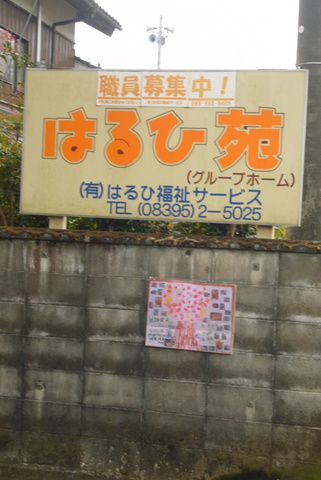 職員募集中！
はるひ苑
(グループホーム)
(有)はるひ福祉サービス
TEL (08395)2-5025